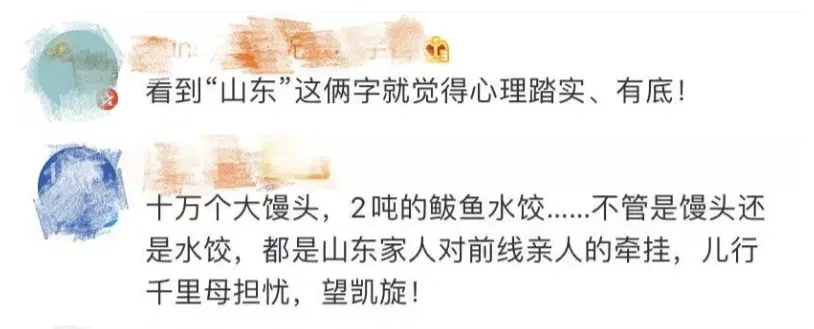 看到“山东”这俩字就觉得心理踏实、有底！
十万个大馒头，2吨的鲅鱼水饺......不管是馒头还
是水饺，都是山东家人对前线亲人的牵挂，儿行
千里母担忧，望凯旋！